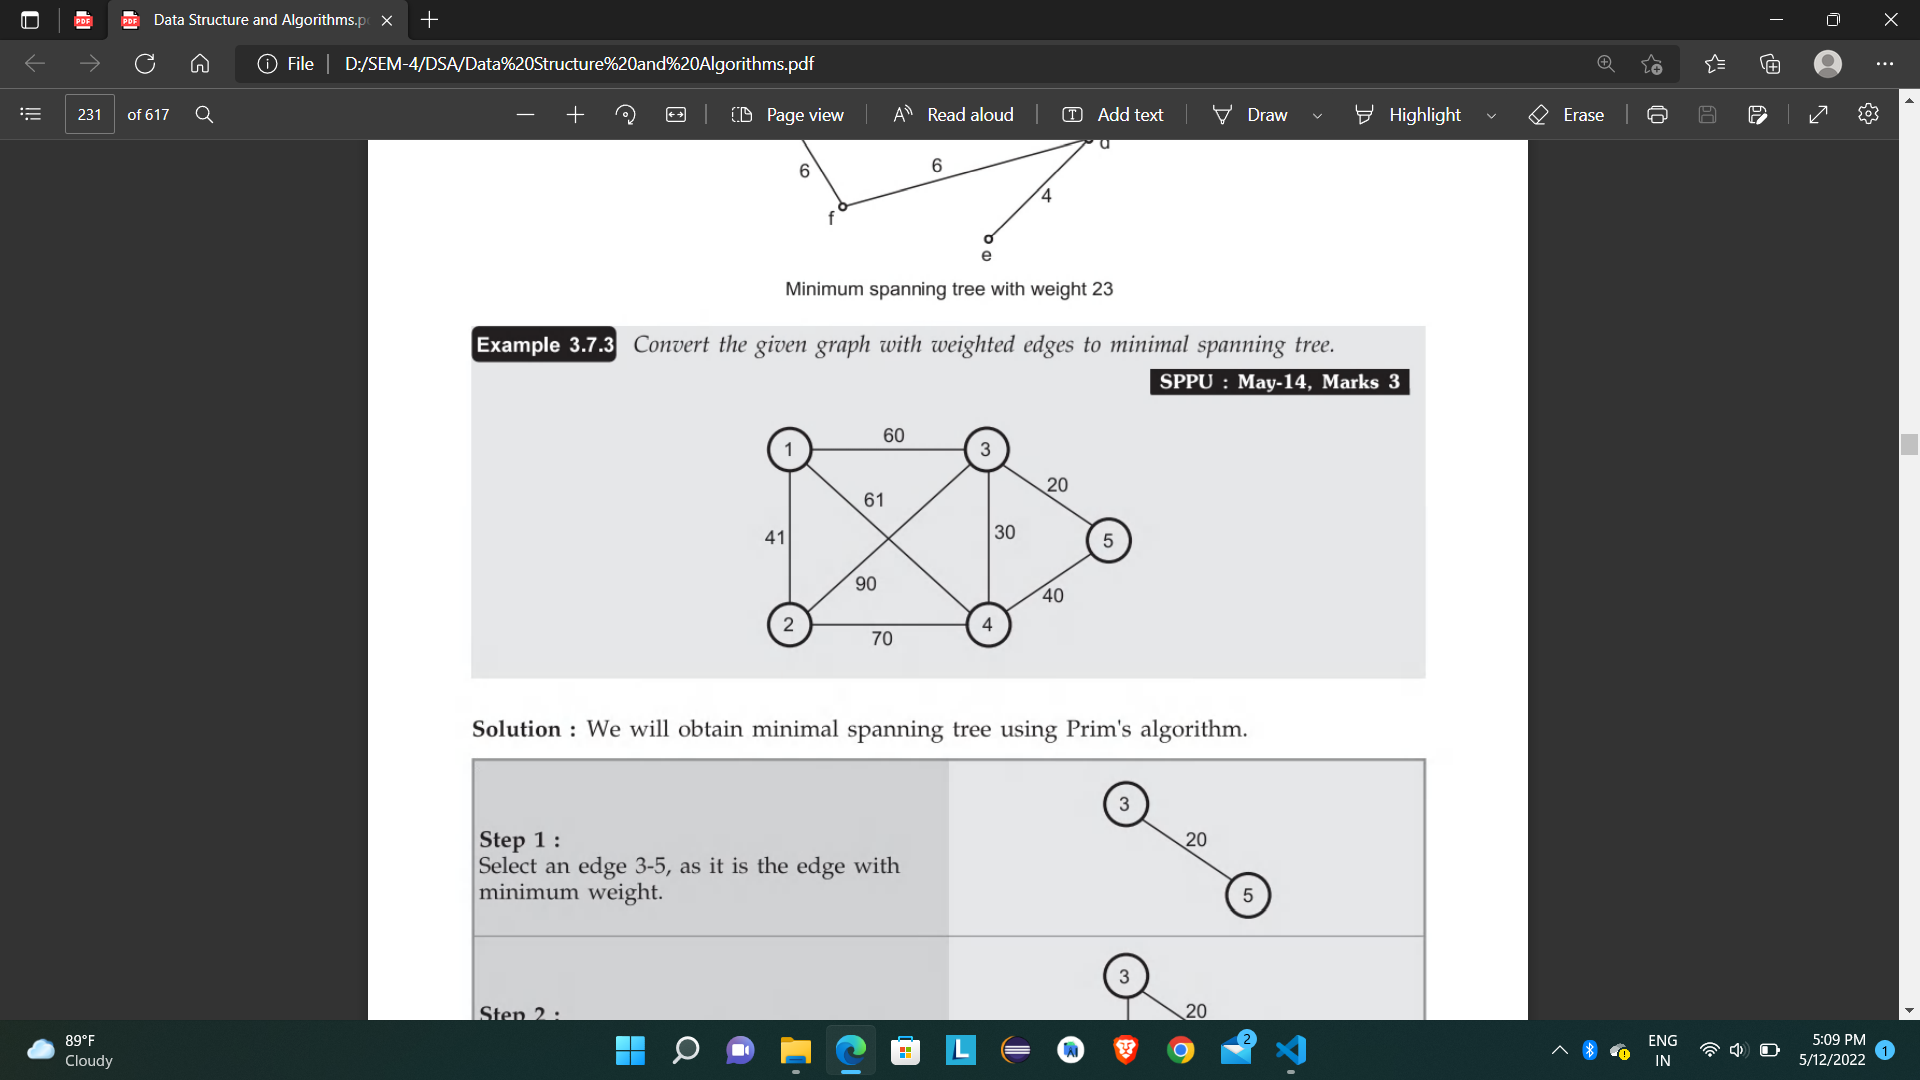 Data Structure and Algorithms.p
File
D:/SEM-4/DSA/Data%20Structure%20and%20Algorithms.pdf
231 of 617
Page view
Read aloud
Add text
Draw
Highlight
Erase
6
6
d
4
f
e
Minimum spanning tree with weight 23
Example 3.7.3 Convert the given graph with weighted edges to minimal spanning tree.
SPPU : May-14, Marks 3
60
1
3
20
61
41
30
5
90
40
2
4
70
Solution : We will obtain minimal spanning tree using Prim's algorithm.
3
20
5
Step 1 :
Select an edge 3-5, as it is the edge with
minimum weight.
3
20
Step 2 :
89°F
Cloudy
2
ENG
IN
5:09 PM
5/12/2022
1